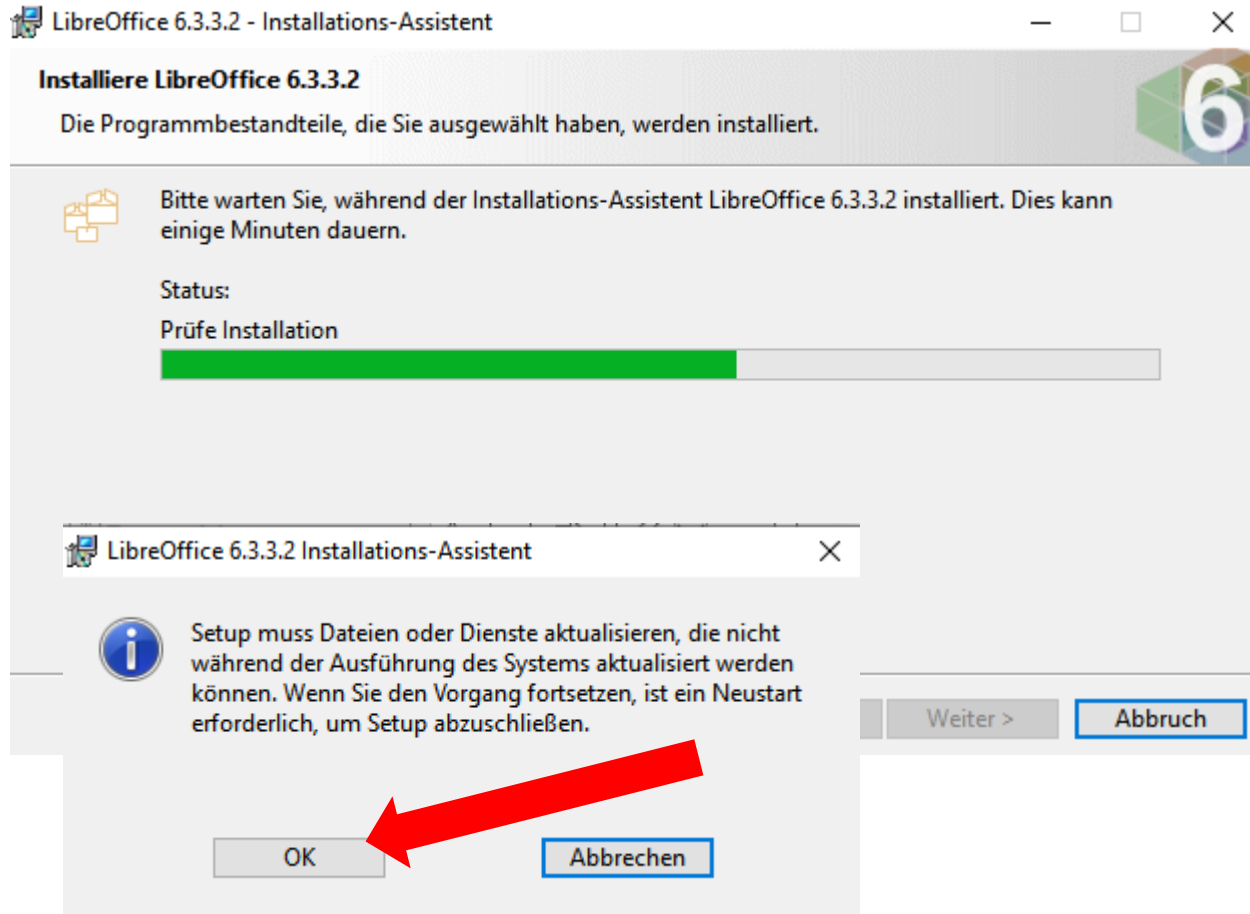 LibreOffice 6.3.3.2 - Installations-Assistent
Installiere LibreOffice 6.3.3.2
Die Programmbestandteile, die Sie ausgewählt haben, werden installiert.
6
Bitte warten Sie, während der Installations-Assistent LibreOffice 6.3.3.2 installiert. Dies kann
einige Minuten dauern.
Status:
Prüfe Installation
LibreOffice 6.3.3.2 Installations-Assistent
Setup muss Dateien oder Dienste aktualisieren, die nicht
während der Ausführung des Systems aktualisiert werden
können. Wenn Sie den Vorgang fortsetzen, ist ein Neustart
erforderlich, um Setup abzuschließen.
Weiter >
Abbruch
OK
Abbrechen